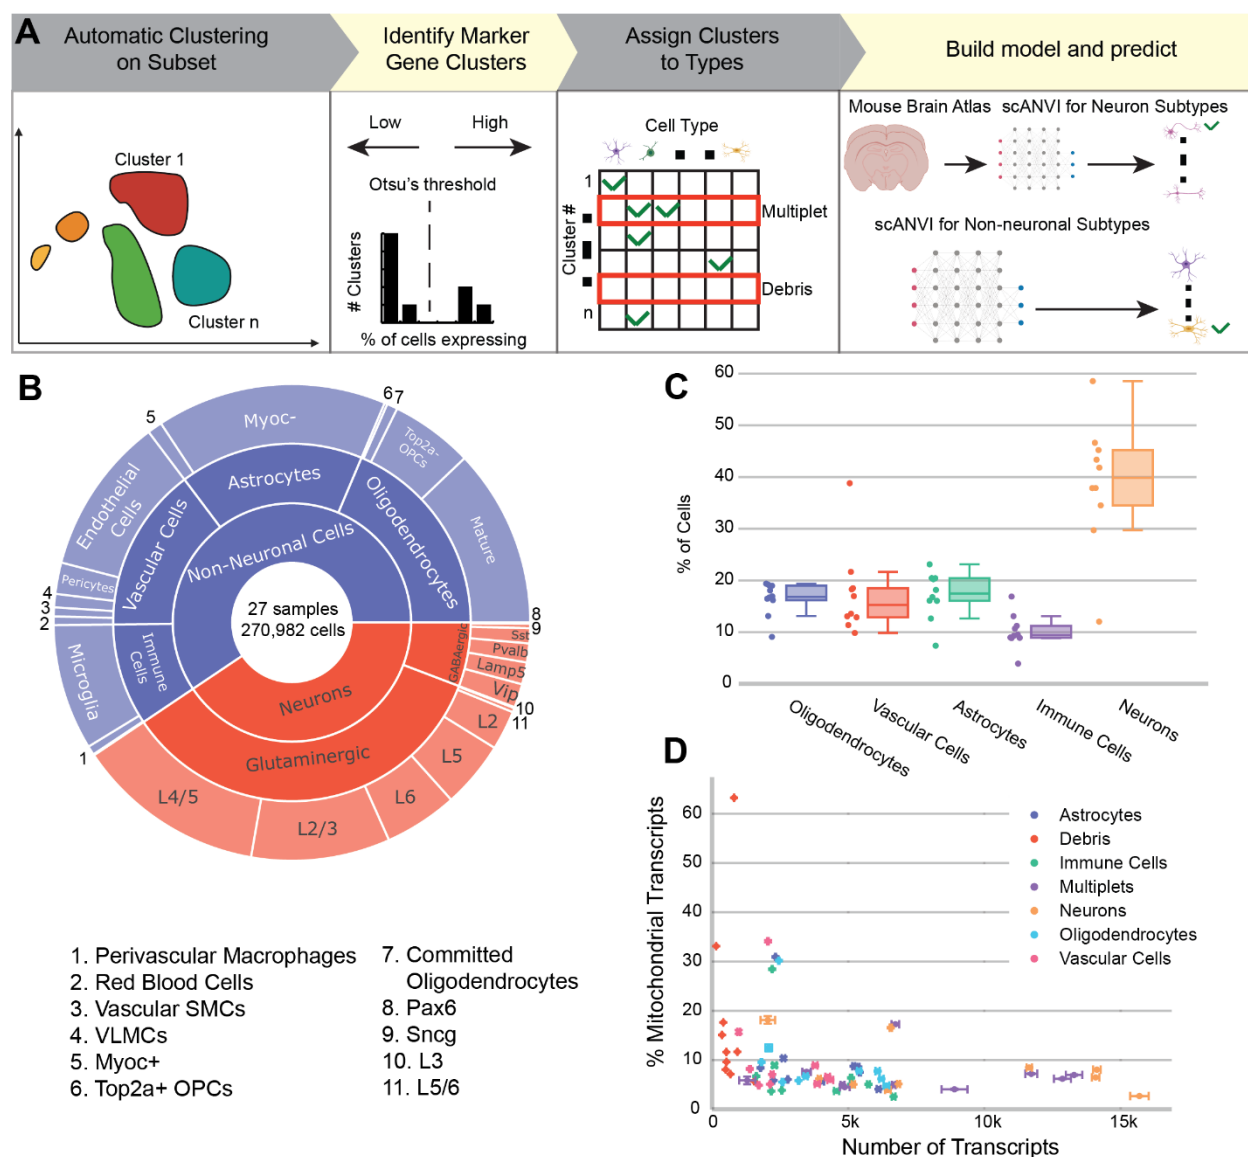 A
Automatic Clustering
on Subset
Identify Marker
Gene Clusters
Assign Clusters
to Types
Build model and predict
Cluster 1
Cluster n
Low
High
Otsu's threshold
# Clusters
% of cells expressing
Cell Type
Cluster #
1
n
Multiplet
Debris
Mouse Brain Atlas
scANVI for Neuron Subtypes
scANVI for Non-neuronal Subtypes
B
27 samples
270,982 cells
Non-Neuronal Cells
Neurons
Astrocytes
Oligodendrocytes
Vascular Cells
Immune
Cells
Glutaminergic
GABAergic
Myoc-
Top2a-
OPCs
Mature
Endothelial
Cells
Pericytes
Microglia
L4/5
L2/3
L6
L5
L2
Vip
Lamp5
Pvalb
Sst
1
2
3
4
5
6
7
8
9
10
11
1. Perivascular Macrophages
2. Red Blood Cells
3. Vascular SMCs
4. VLMCs
5. Myoc+
6. Top2a+ OPCs
7. Committed
Oligodendrocytes
8. Pax6
9. Sncg
10. L3
11. L5/6
C
% of Cells
60
50
40
30
20
10
0
Oligodendrocytes
Vascular Cells
Astrocytes
Immune Cells
Neurons
D
% Mitochondrial Transcripts
60
50
40
30
20
10
0
0
5k
10k
15k
Number of Transcripts
Astrocytes
Debris
Immune Cells
Multiplets
Neurons
Oligodendrocytes
Vascular Cells